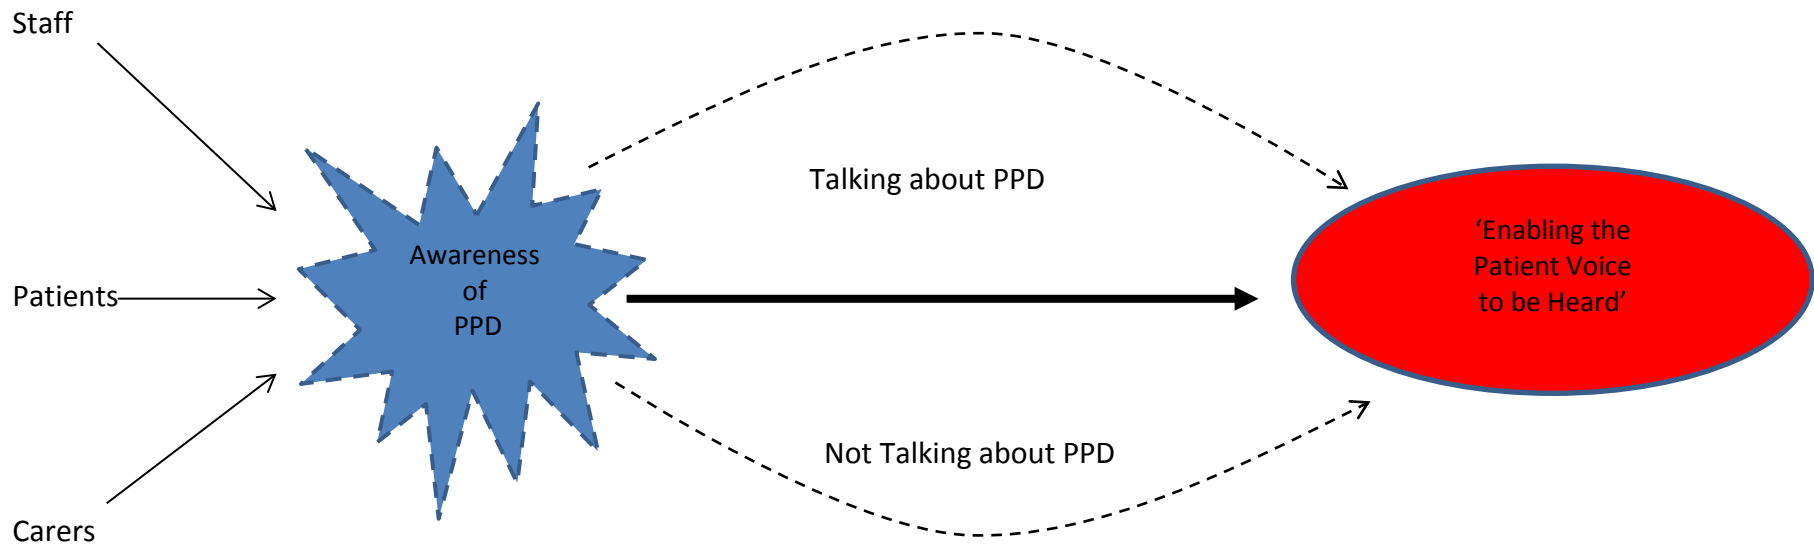 Staff
Talking about PPD
Awareness
of
PPD
‘Enabling the
Patient Voice
to be Heard’
Patients
Not Talking about PPD
Carers